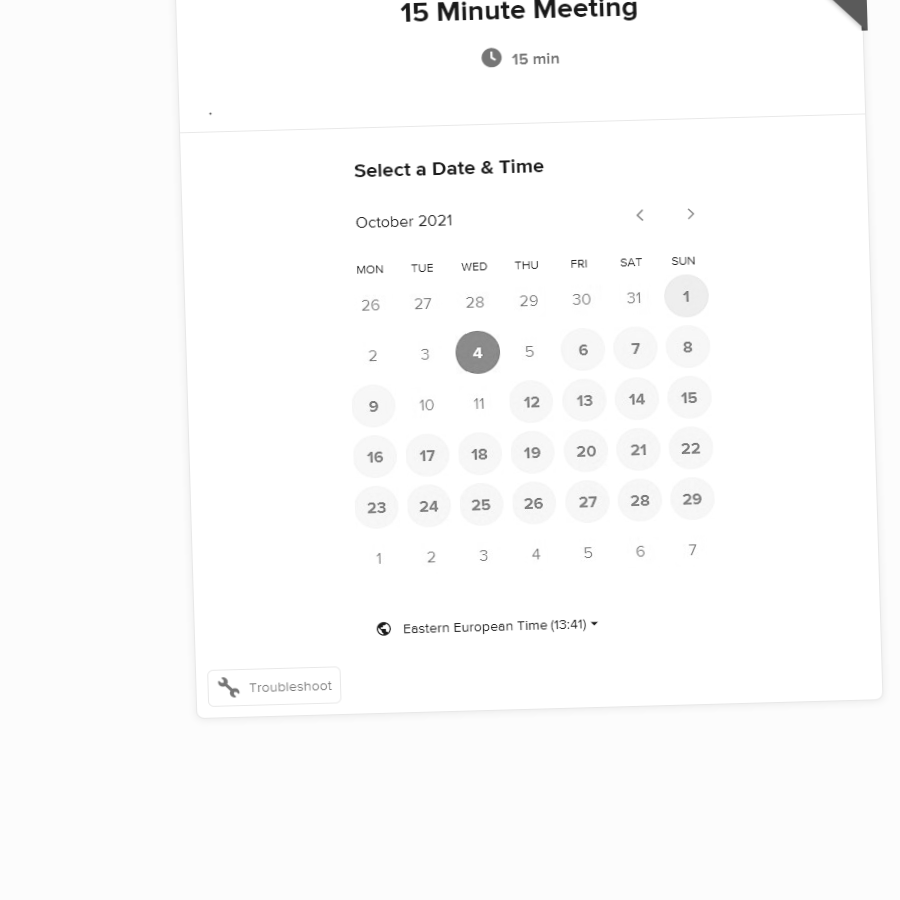 15 Minute Meeting
15 min
.
Select a Date & Time
October 2021
MON TUE WED THU FRI SAT SUN
26 27 28 29 30 31 1
2 3 4 5 6 7 8
9 10 11 12 13 14 15
16 17 18 19 20 21 22
23 24 25 26 27 28 29
1 2 3 4 5 6 7
Eastern European Time (13:41)
Troubleshoot